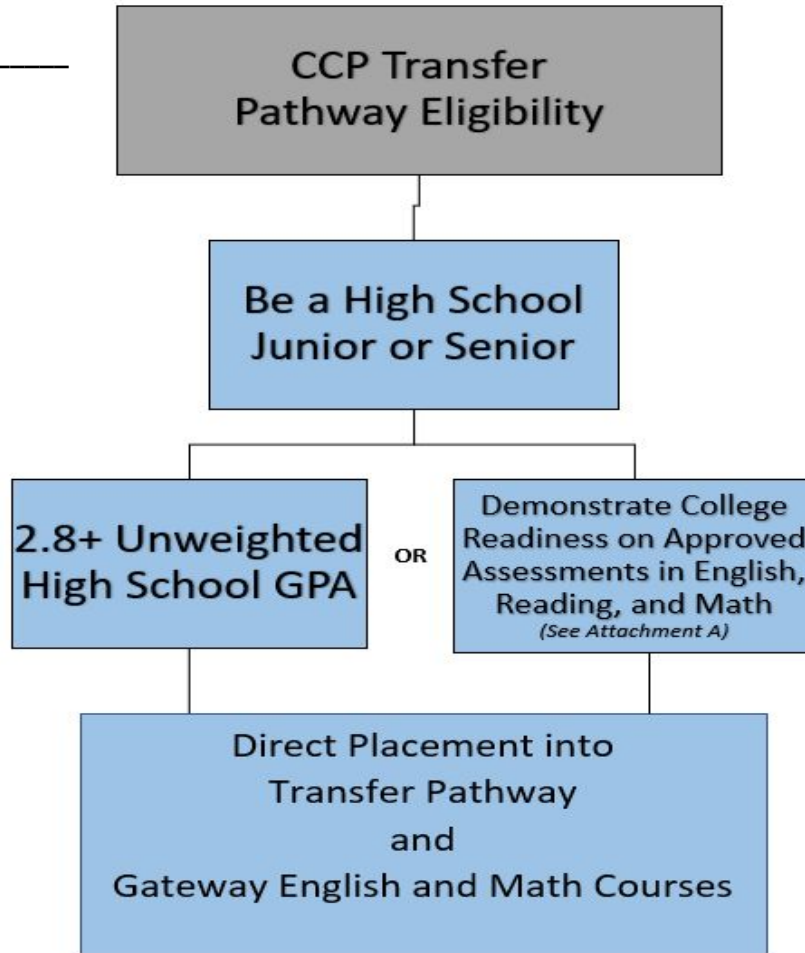 CCP Transfer
Pathway Eligibility
Be a High School
Junior or Senior
2.8+ Unweighted
High School GPA
OR
Demonstrate College
Readiness on Approved
Assessments in English,
Reading, and Math
(See Attachment A)
Direct Placement into
Transfer Pathway
and
Gateway English and Math Courses